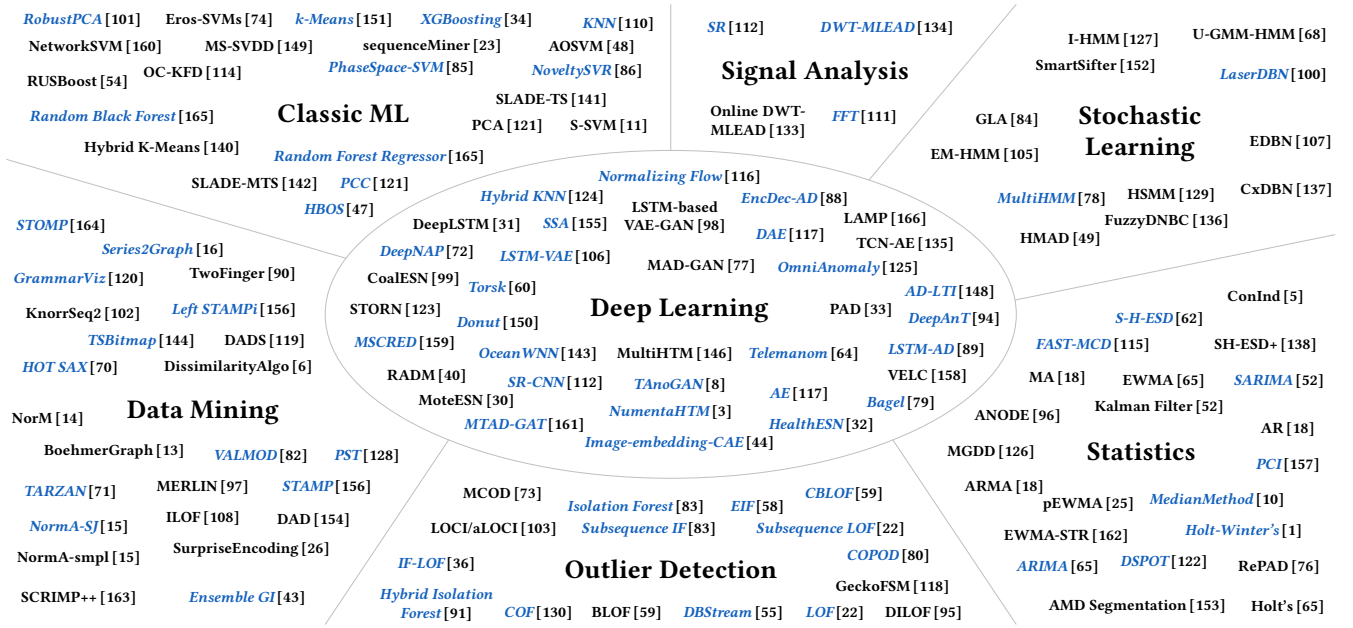 RobustPCA [101] Eros-SVMs [74] k-Means [151] XGBoosting [34] KNN [110]
NetworkSVM [160] MS-SVDD [149] sequenceMiner [23] AOSVM [48]
RUSBoost [54] OC-KFD [114] PhaseSpace-SVM [85] NoveltySVR [86]
SLADE-TS [141]
Classic ML
Random Black Forest [165] PCA [121] S-SVM [11]
Hybrid K-Means [140] Random Forest Regressor [165]
SLADE-MTS [142] PCC [121]
HBOS [47]
SR [112] DWT-MLEAD [134]
Signal Analysis
Online DWT-
MLEAD [133] FFT [111]
I-HMM [127] U-GMM-HMM [68]
SmartSifter [152] LaserDBN [100]
GLA [84]
Stochastic
Learning
EM-HMM [105] EDBN [107]
MultiHMM [78] HSMM [129] CxDBN [137]
FuzzyDNBC [136]
HMAD [49]
STOMP [164]
Series2Graph [16]
GrammarViz [120] TwoFinger [90]
KnorrSeq2 [102] Left STAMPi [156]
TSBitmap [144] DADS [119]
HOT SAX [70] DissimilarityAlgo [6]
NorM [14] Data Mining
BoehmerGraph [13] VALMOD [82] PST [128]
TARZAN [71] MERLIN [97] STAMP [156]
NormA-SJ [15] ILOF [108] DAD [154]
NormA-smpl [15] SurpriseEncoding [26]
SCRIMP++ [163] Ensemble GI [43]
Normalizing Flow [116]
Hybrid KNN [124] LSTM-based
VAE-GAN [98] EncDec-AD [88]
DeepLSTM [31] SSA [155] DAE [117] LAMP [166]
DeepNAP [72] LSTM-VAE [106] TCN-AE [135]
CoalESN [99] MAD-GAN [77] OmniAnomaly [125]
Torsk [60] AD-LTI [148]
STORN [123] Deep Learning PAD [33]
Donut [150] DeepAnT [94]
MSCRED [159] OceanWNN [143] MultiHTM [146] Telemanom [64] LSTM-AD [89]
RADM [40] SR-CNN [112] TAnoGAN [8] AE [117] VELC [158]
MoteESN [30] NumentaHTM [3] Bagel [79]
MTAD-GAT [161] HealthESN [32]
Image-embedding-CAE [44]
MCOD [73] Isolation Forest [83] EIF [58] CBLOF [59]
LOCI/aLOCI [103] Subsequence IF [83] Subsequence LOF [22]
IF-LOF [36] COPOD [80]
Outlier Detection
GeckoFSM [118]
Hybrid Isolation
Forest [91] COF [130] BLOF [59] DBStream [55] LOF [22] DILOF [95]
ConInd [5]
S-H-ESD [62]
FAST-MCD [115] SH-ESD+ [138]
MA [18] EWMA [65] SARIMA [52]
ANODE [96] Kalman Filter [52]
AR [18]
MGDD [126] Statistics
PCI [157]
ARMA [18] pEWMA [25] MedianMethod [10]
EWMA-STR [162] Holt-Winter's [1]
ARIMA [65] DSPOT [122] RePAD [76]
AMD Segmentation [153] Holt's [65]